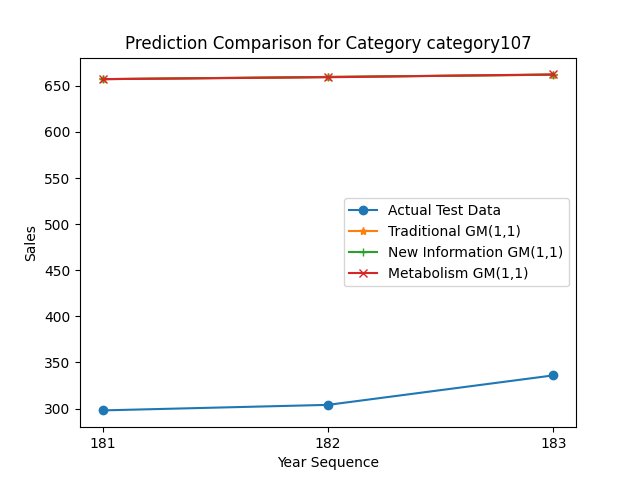 Prediction Comparison for Category category107
Sales
650
600
550
500
450
400
350
300
Actual Test Data
Traditional GM(1,1)
New Information GM(1,1)
Metabolism GM(1,1)
181
182
183
Year Sequence